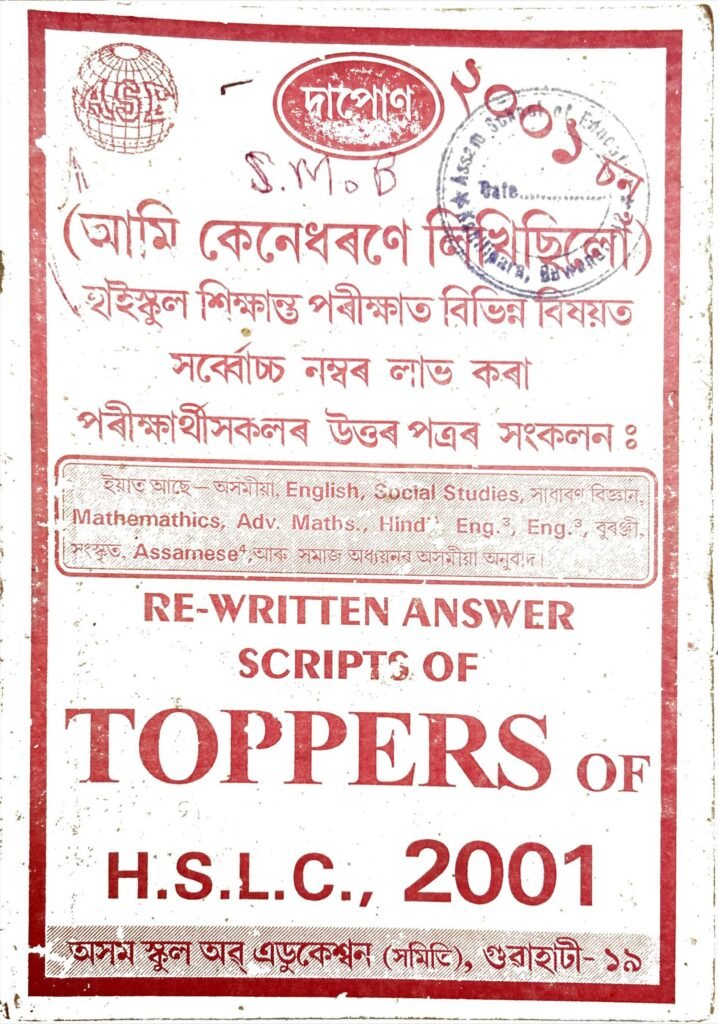 ASE
দাপোণ
২০০১ চন
S.M.B
Assam School of Educat
Date
(আমি কেনেধৰণে লিখিছিলো)
হাইস্কুল শিক্ষান্ত পৰীক্ষাত বিভিন্ন বিষয়ত
সৰ্ব্বোচ্চ নম্বৰ লাভ কৰা
পৰীক্ষাৰ্থীসকলৰ উত্তৰ পত্ৰৰ সংকলন ঃ
ইয়াত আছে— অসমীয়া, English, Social Studies, সাধাৰণ বিজ্ঞান,
Mathemathics, Adv. Maths., Hind Eng.³, Eng.³, বুৰঞ্জী,
সংস্কৃত, Assamese⁴,আৰু সমাজ অধ্যয়নৰ অসমীয়া অনুবাদ।
RE-WRITTEN ANSWER
SCRIPTS OF
TOPPERS OF
H.S.L.C., 2001
অসম স্কুল অব্ এডুকেশ্বন (সমিতি), গুৱাহাটী- ১৯